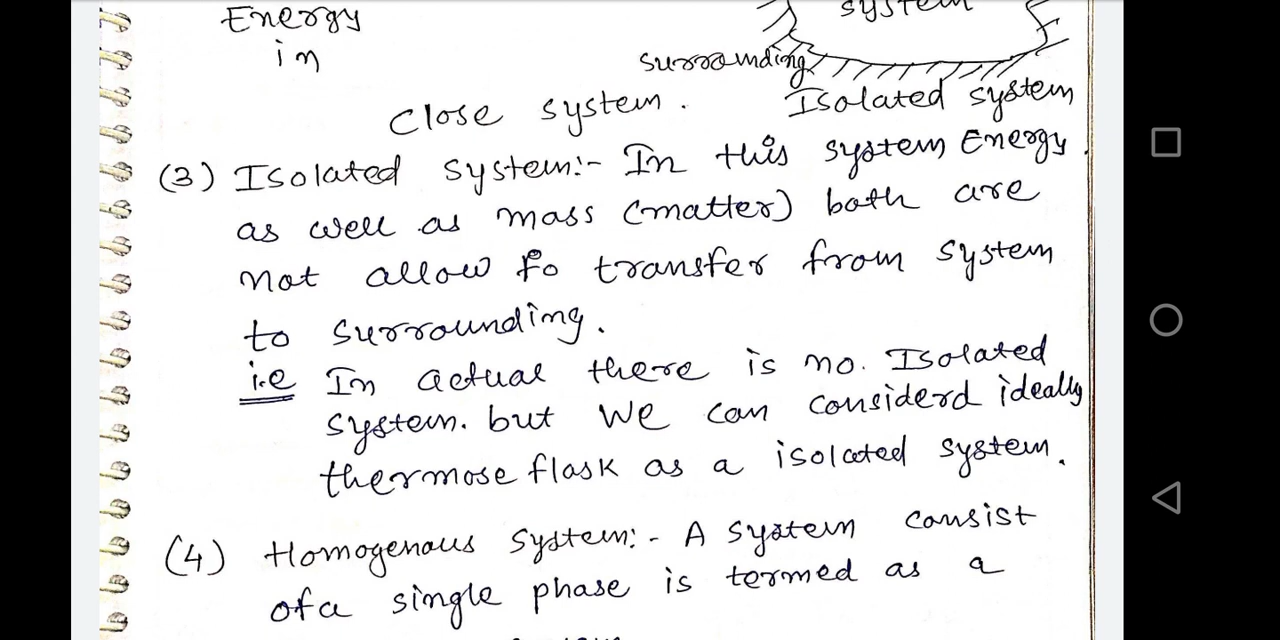 Energy
in
system
surrounding
Close system.
Isolated system
(3) Isolated system:- In this system Energy
as well as mass (matter) both are
not allow to transfer from system
to surrounding.
i.e In actual there is no. Isolated
system. but we can considerd ideally
thermose flask as a isolated system.
(4) Homogenous system:- A system consist
of a single phase is termed as a